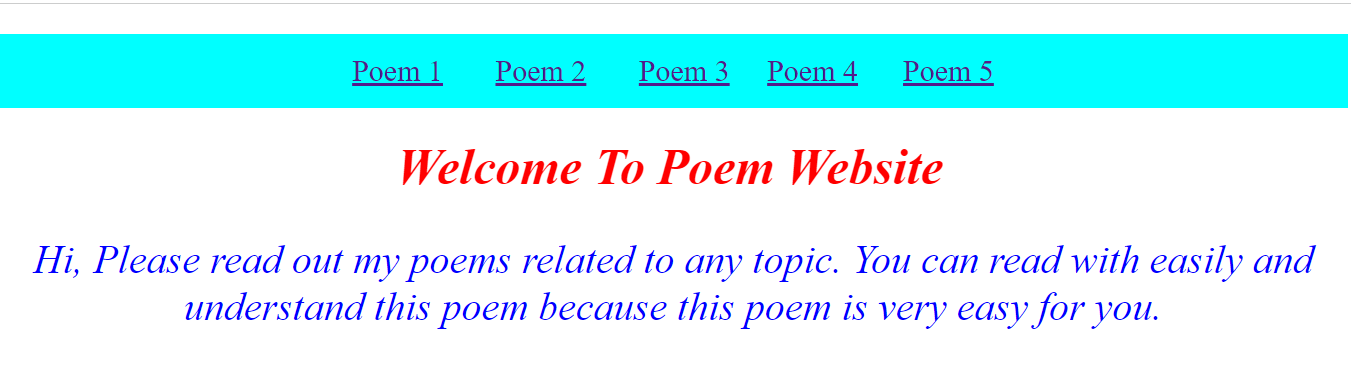 Poem 1 Poem 2 Poem 3 Poem 4 Poem 5
Welcome To Poem Website
Hi, Please read out my poems related to any topic. You can read with easily and
understand this poem because this poem is very easy for you.